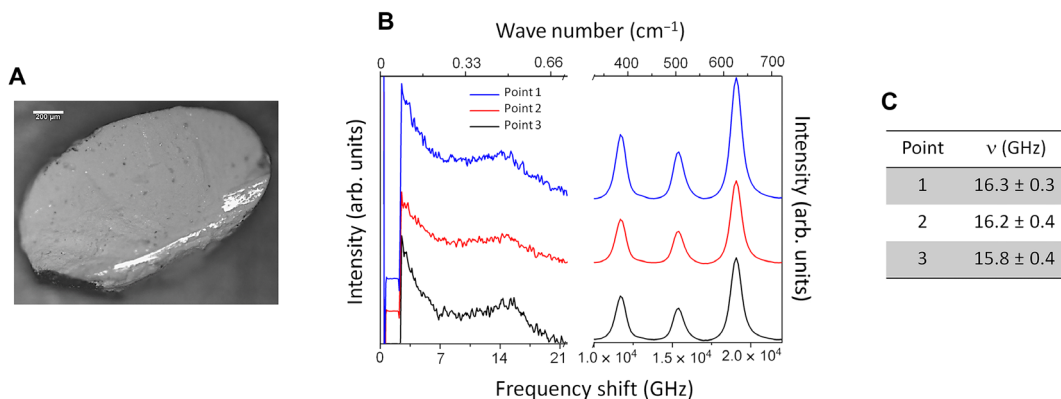 A
200 µm
B
Wave number (cm⁻¹)
0 0.33 0.66 400 500 600 700
Point 1
Point 2
Point 3
Intensity (arb. units)
Intensity (arb. units)
0 7 14 21 1.0 × 10⁴ 1.5 × 10⁴ 2.0 × 10⁴
Frequency shift (GHz)
C
Point ν (GHz)
1 16.3 ± 0.3
2 16.2 ± 0.4
3 15.8 ± 0.4